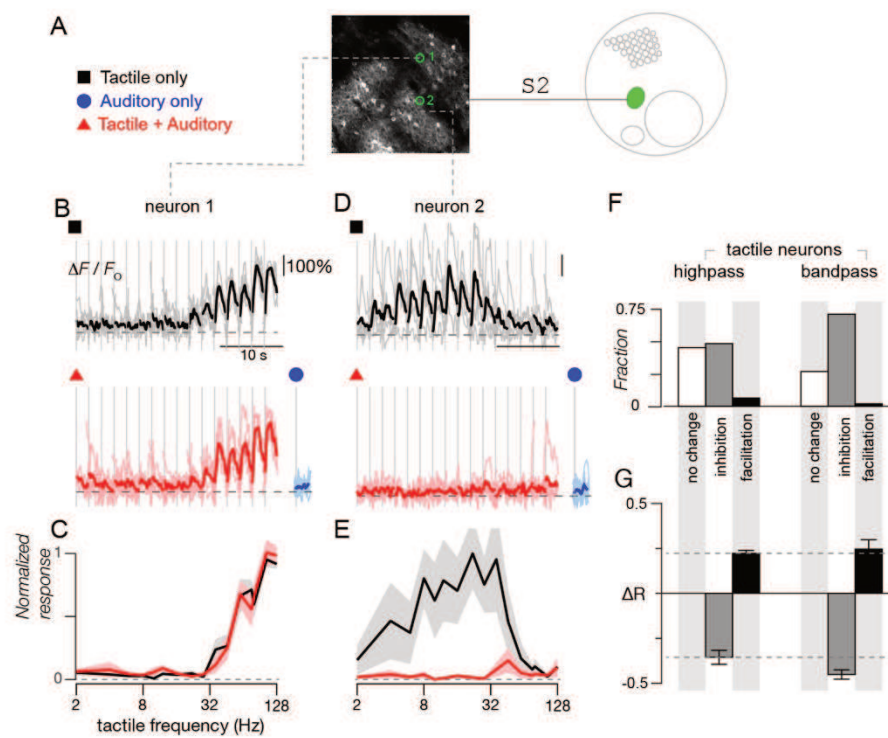 A
Tactile only
Auditory only
Tactile + Auditory
1
2
S2
B
neuron 1
ΔF / Fo
100%
10 s
D
neuron 2
C
Normalized response
1
0
2 8 32 128
tactile frequency (Hz)
E
2 8 32 128
F
tactile neurons
highpass bandpass
Fraction
0.75
0
no change
inhibition
facilitation
no change
inhibition
facilitation
G
0.5
ΔR
-0.5